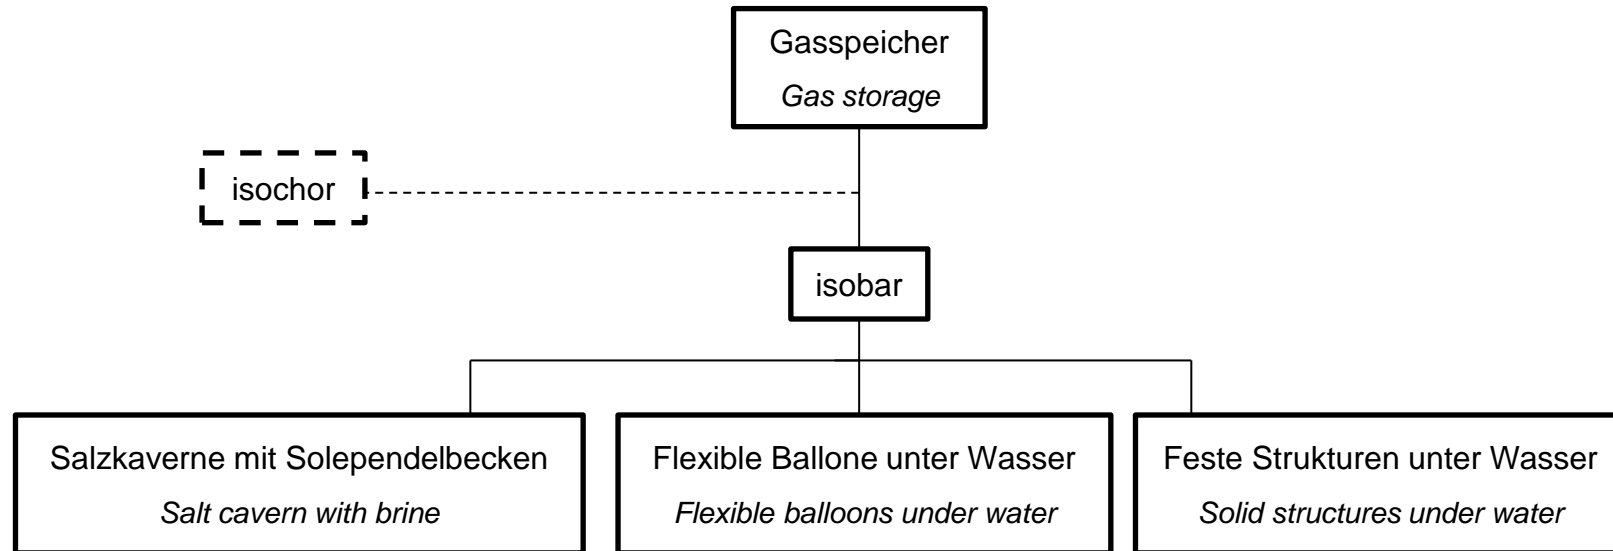 Gasspeicher
Gas storage
isochor
isobar
Salzkaverne mit Solependelbecken
Salt cavern with brine
Flexible Ballone unter Wasser
Flexible balloons under water
Feste Strukturen unter Wasser
Solid structures under water